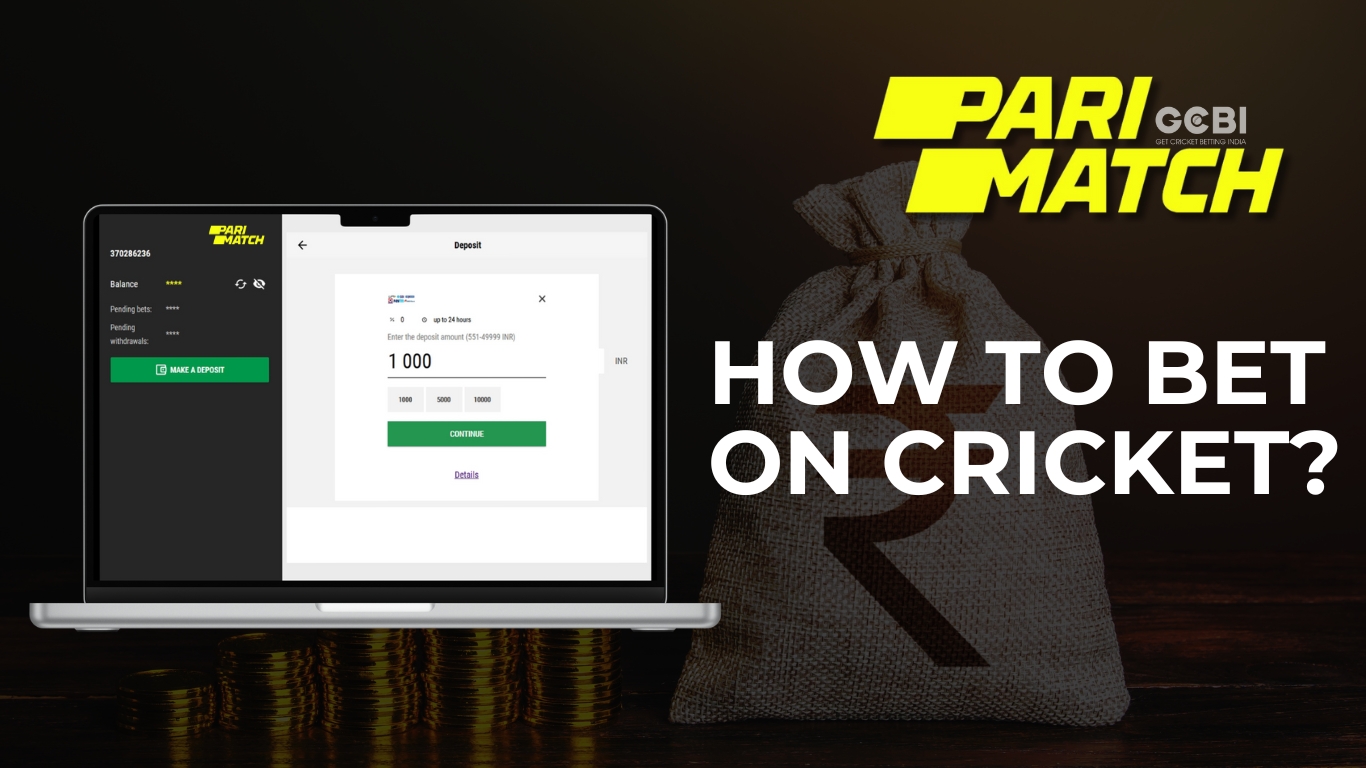 PARI
MATCH
GCBI
GET CRICKET BETTING INDIA
HOW TO BET
ON CRICKET?
PARI
MATCH
370286236
Balance ****
Pending bets: ****
Pending
withdrawals: ****
MAKE A DEPOSIT
Deposit
0 up to 24 hours
Enter the deposit amount (551-49999 INR)
1 000 INR
1000 5000 10000
CONTINUE
Details
₹